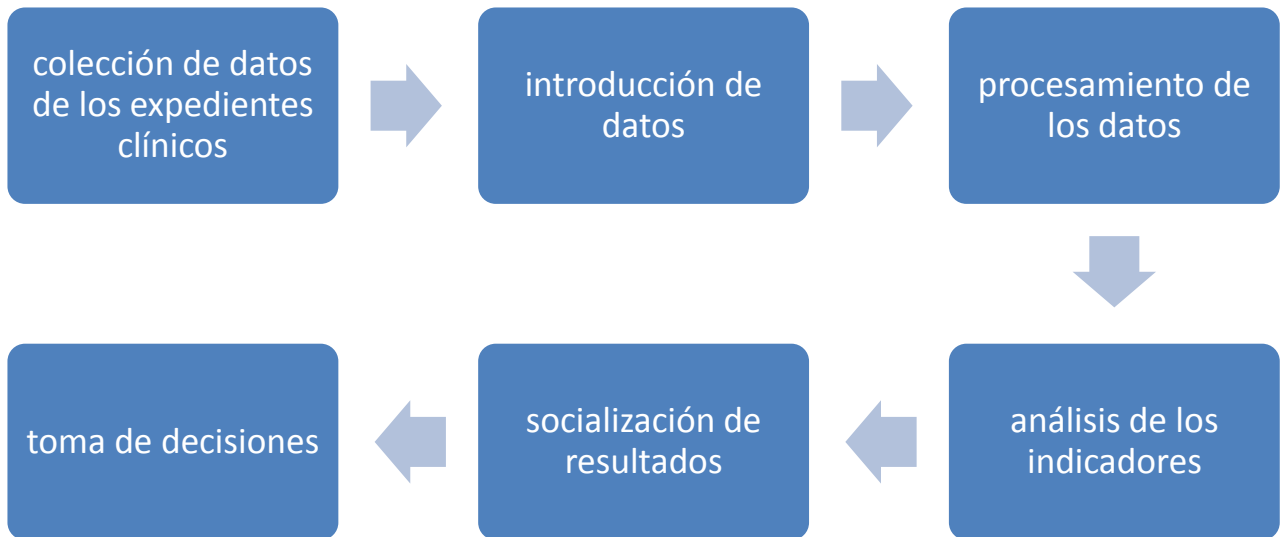 colección de datos
de los expedientes
clínicos
introducción de
datos
procesamiento de
los datos
análisis de los
indicadores
socialización de
resultados
toma de decisiones